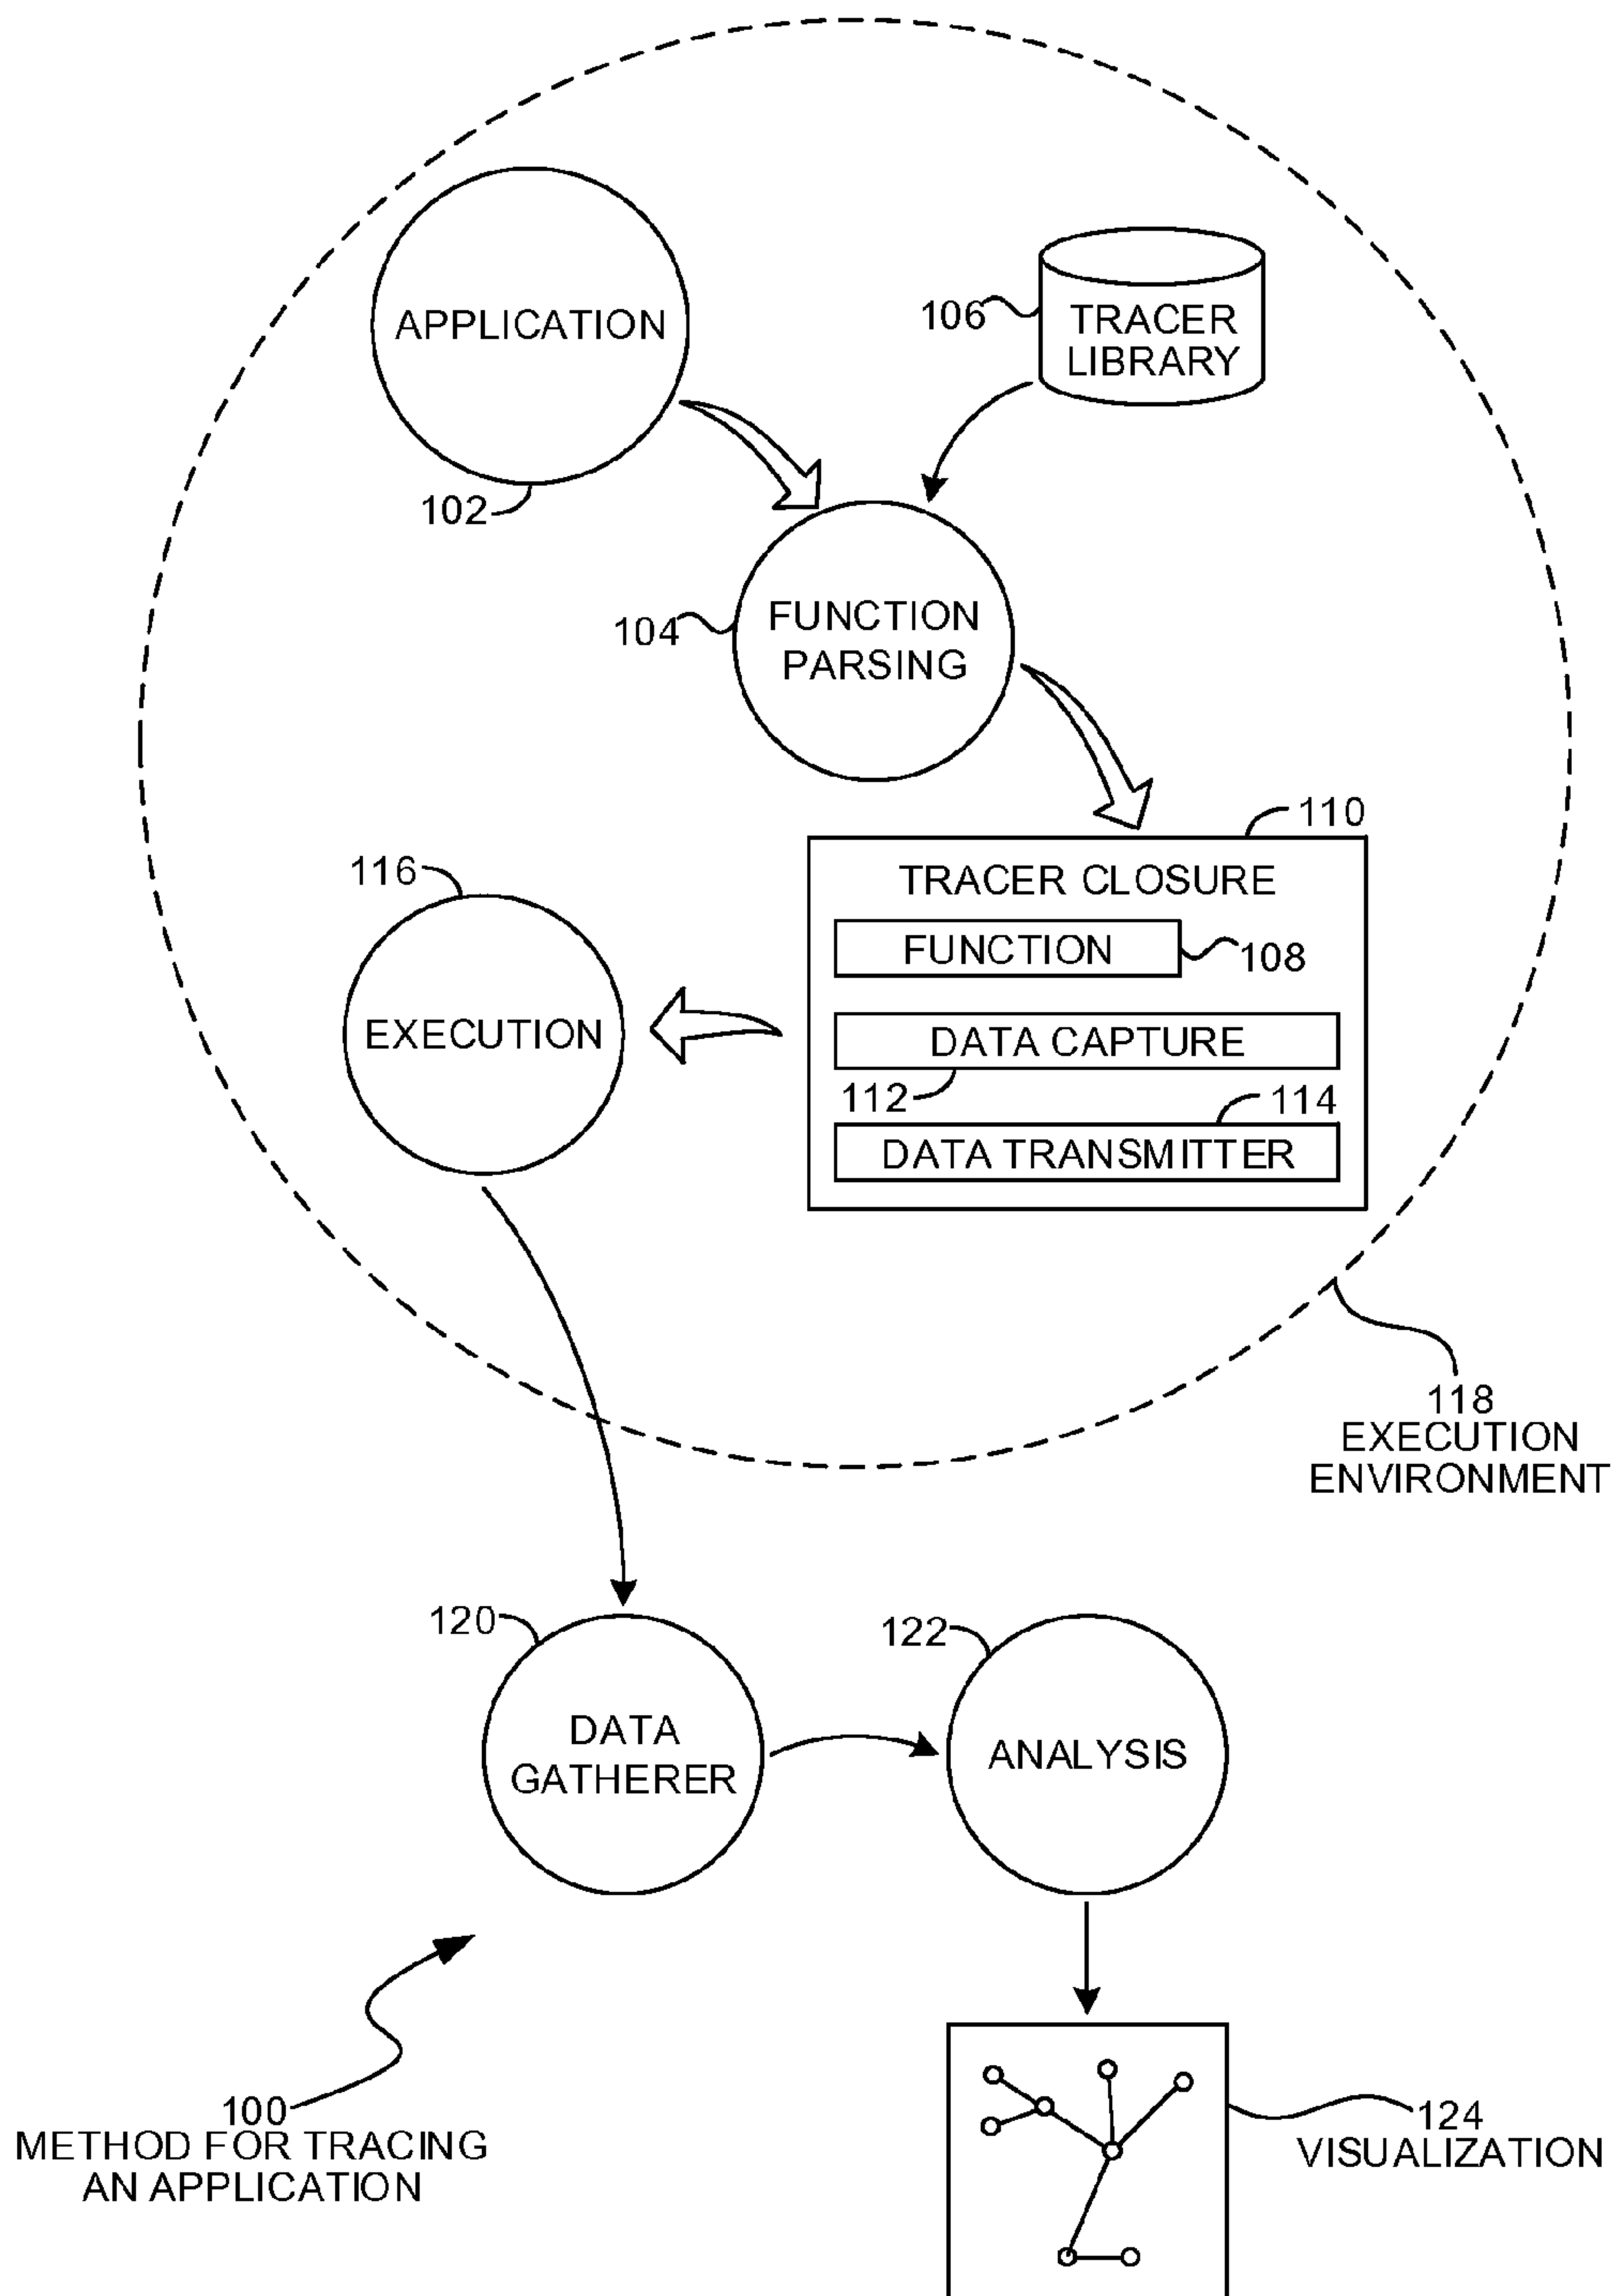 APPLICATION
102
106
TRACER
LIBRARY
104
FUNCTION
PARSING
110
TRACER CLOSURE
FUNCTION
108
DATA CAPTURE
112
114
DATA TRANSMITTER
116
EXECUTION
118
EXECUTION
ENVIRONMENT
120
DATA
GATHERER
122
ANALYSIS
100
METHOD FOR TRACING
AN APPLICATION
124
VISUALIZATION